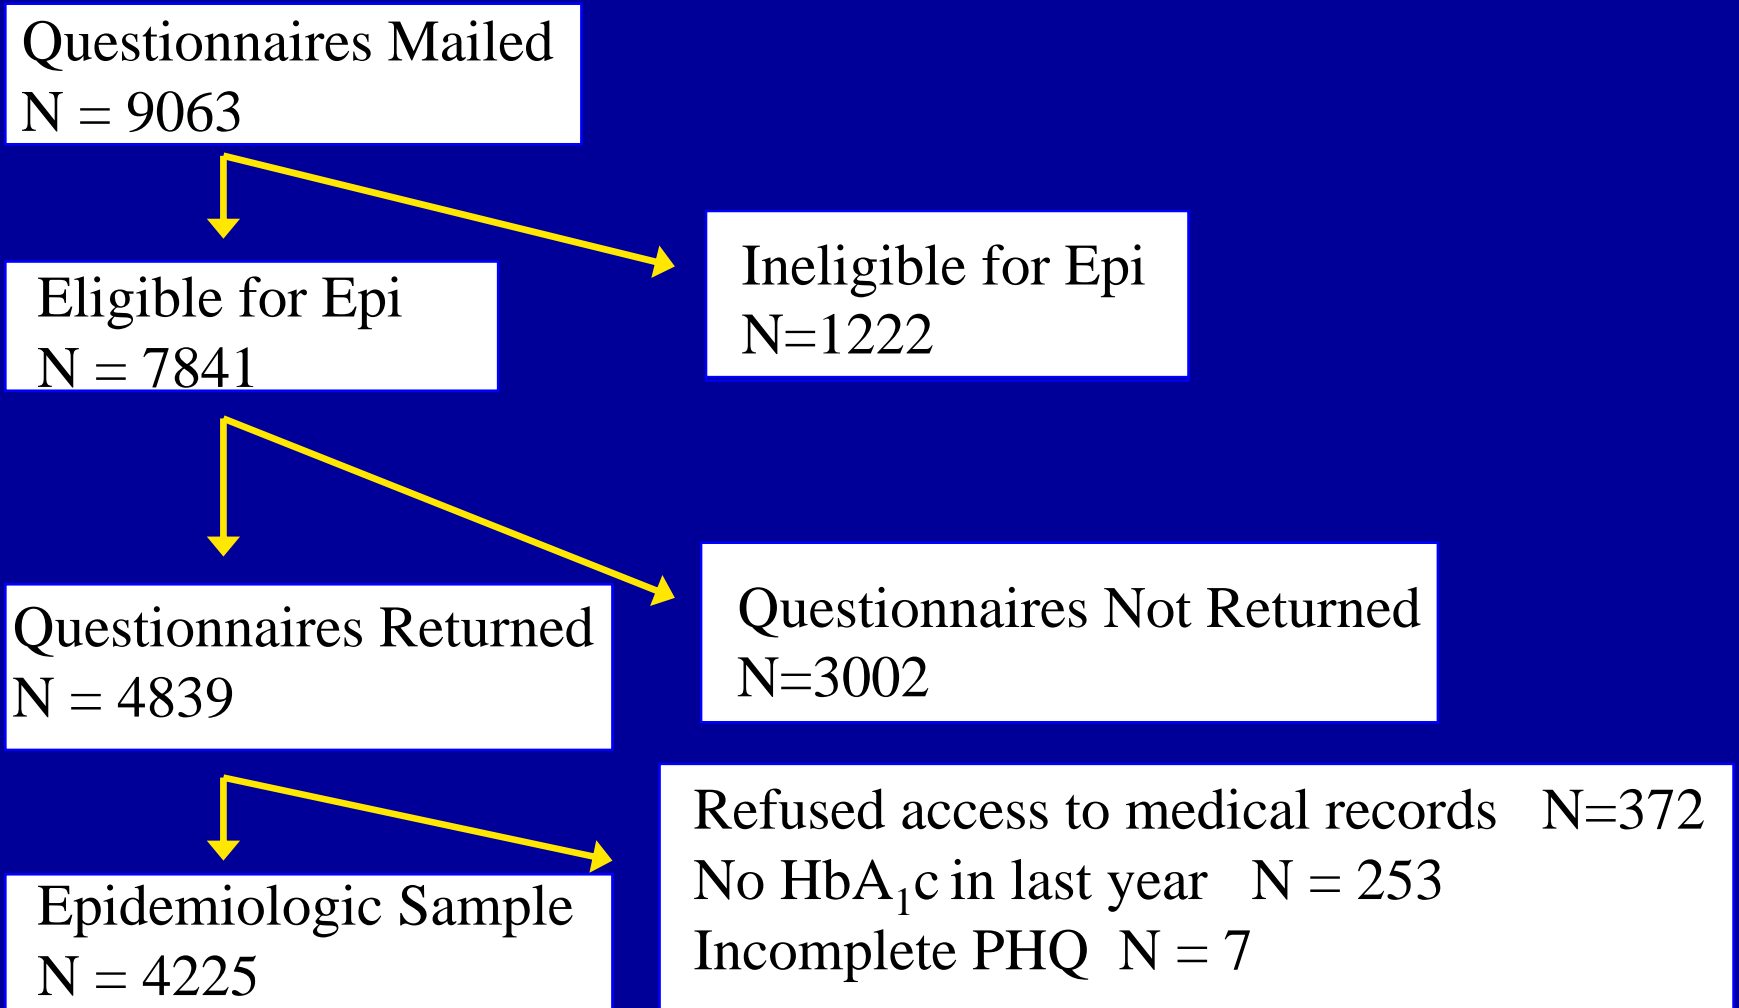 Questionnaires Mailed
N = 9063
Ineligible for Epi
N=1222
Eligible for Epi
N = 7841
Questionnaires Not Returned
N=3002
Questionnaires Returned
N = 4839
Refused access to medical records N=372
No HbA₁c in last year N = 253
Incomplete PHQ N = 7
Epidemiologic Sample
N = 4225